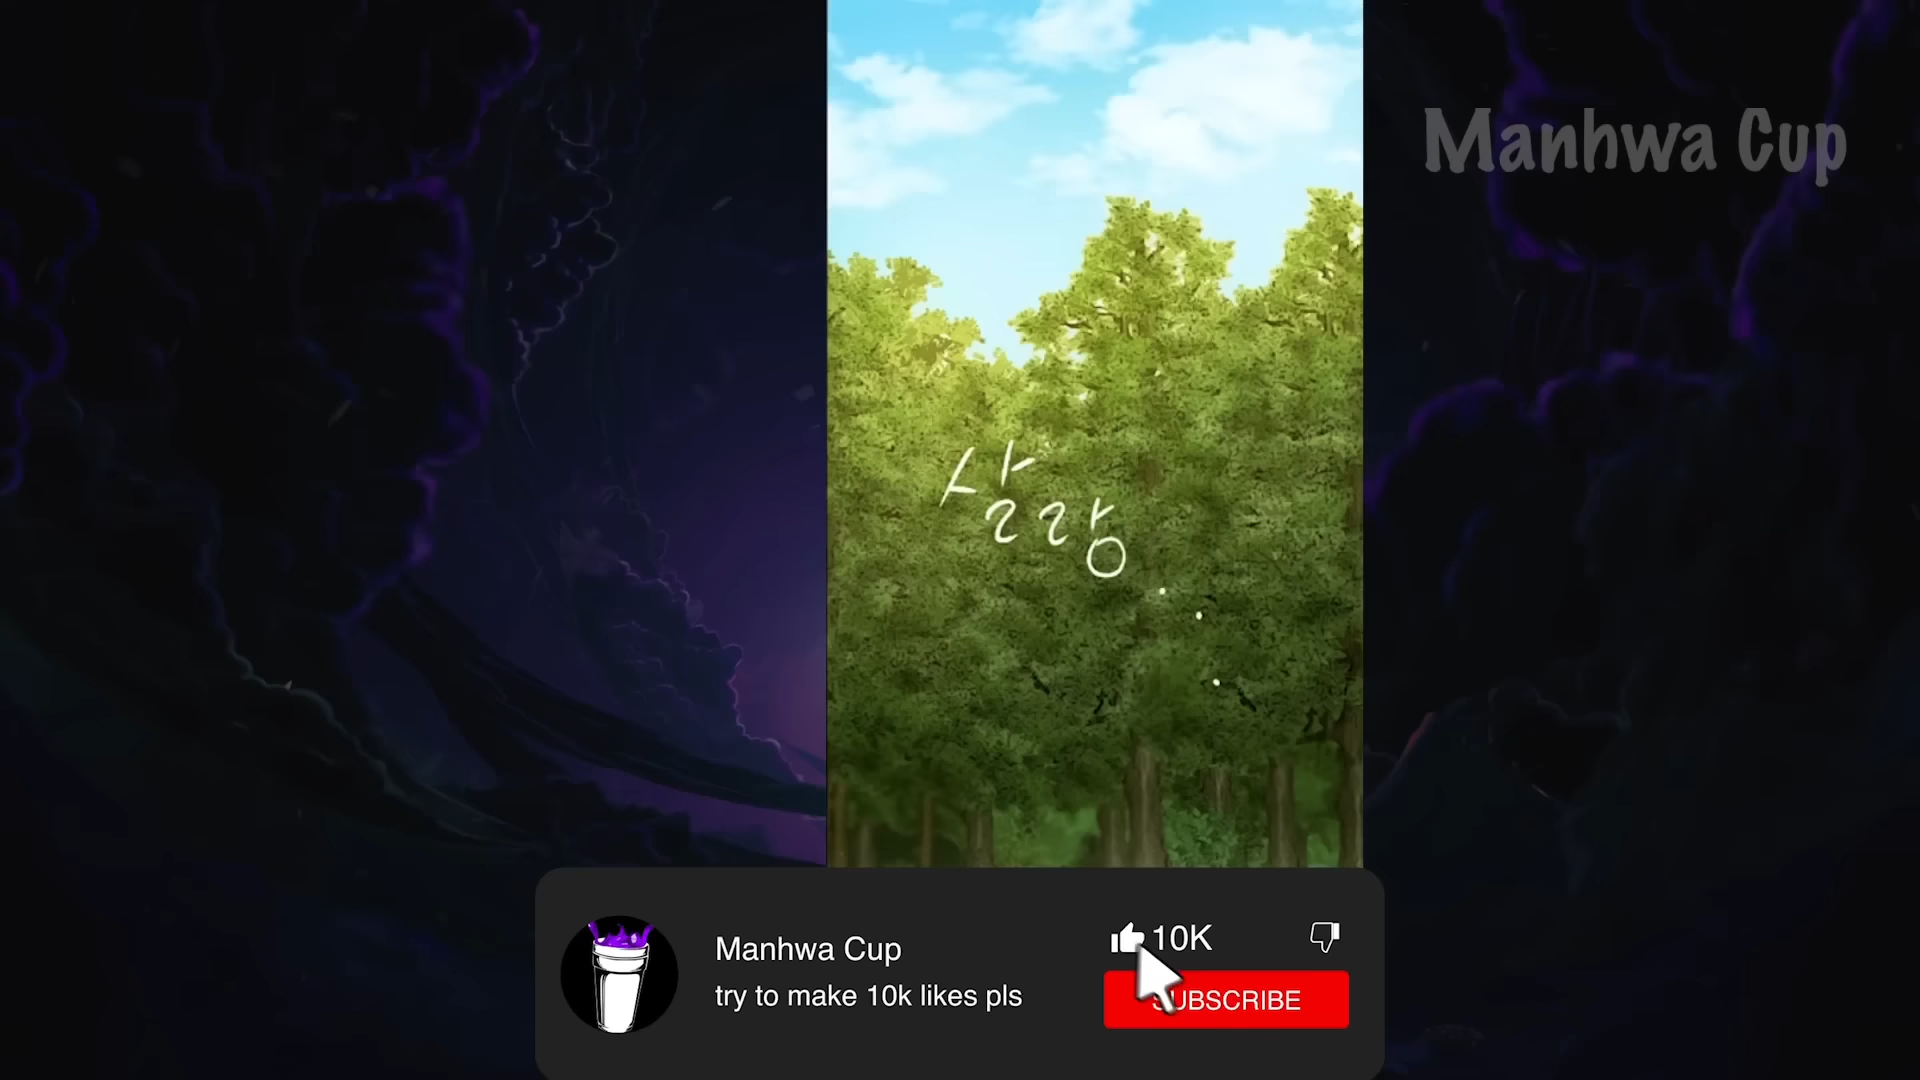 Manhwa Cup
살랑
Manhwa Cup
try to make 10k likes pls
10K
SUBSCRIBE